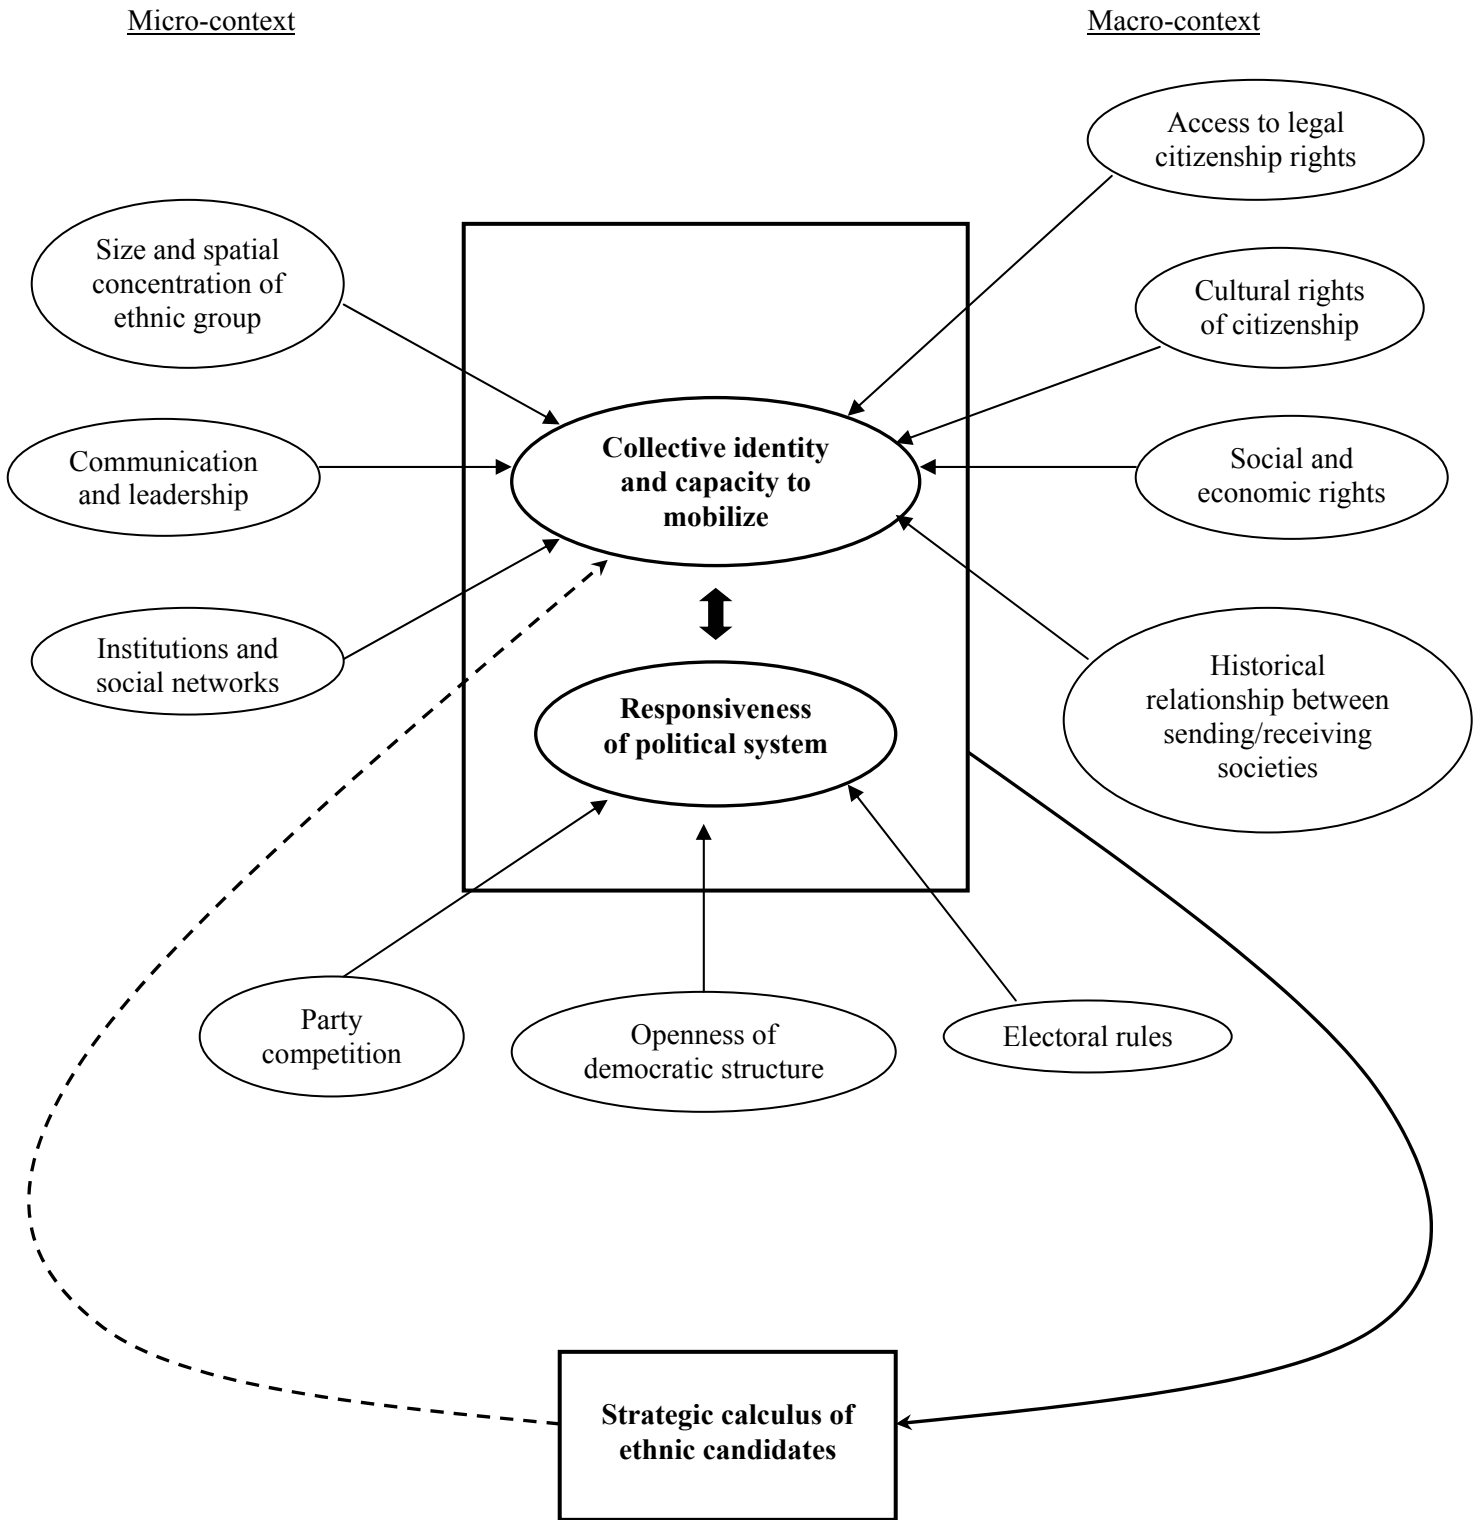 Micro-context
Macro-context
Access to legal
citizenship rights
Size and spatial
concentration of
ethnic group
Cultural rights
of citizenship
Collective identity
and capacity to
mobilize
Communication
and leadership
Social and
economic rights
Institutions and
social networks
Historical
relationship between
sending/receiving
societies
Responsiveness
of political system
Party
competition
Openness of
democratic structure
Electoral rules
Strategic calculus of
ethnic candidates